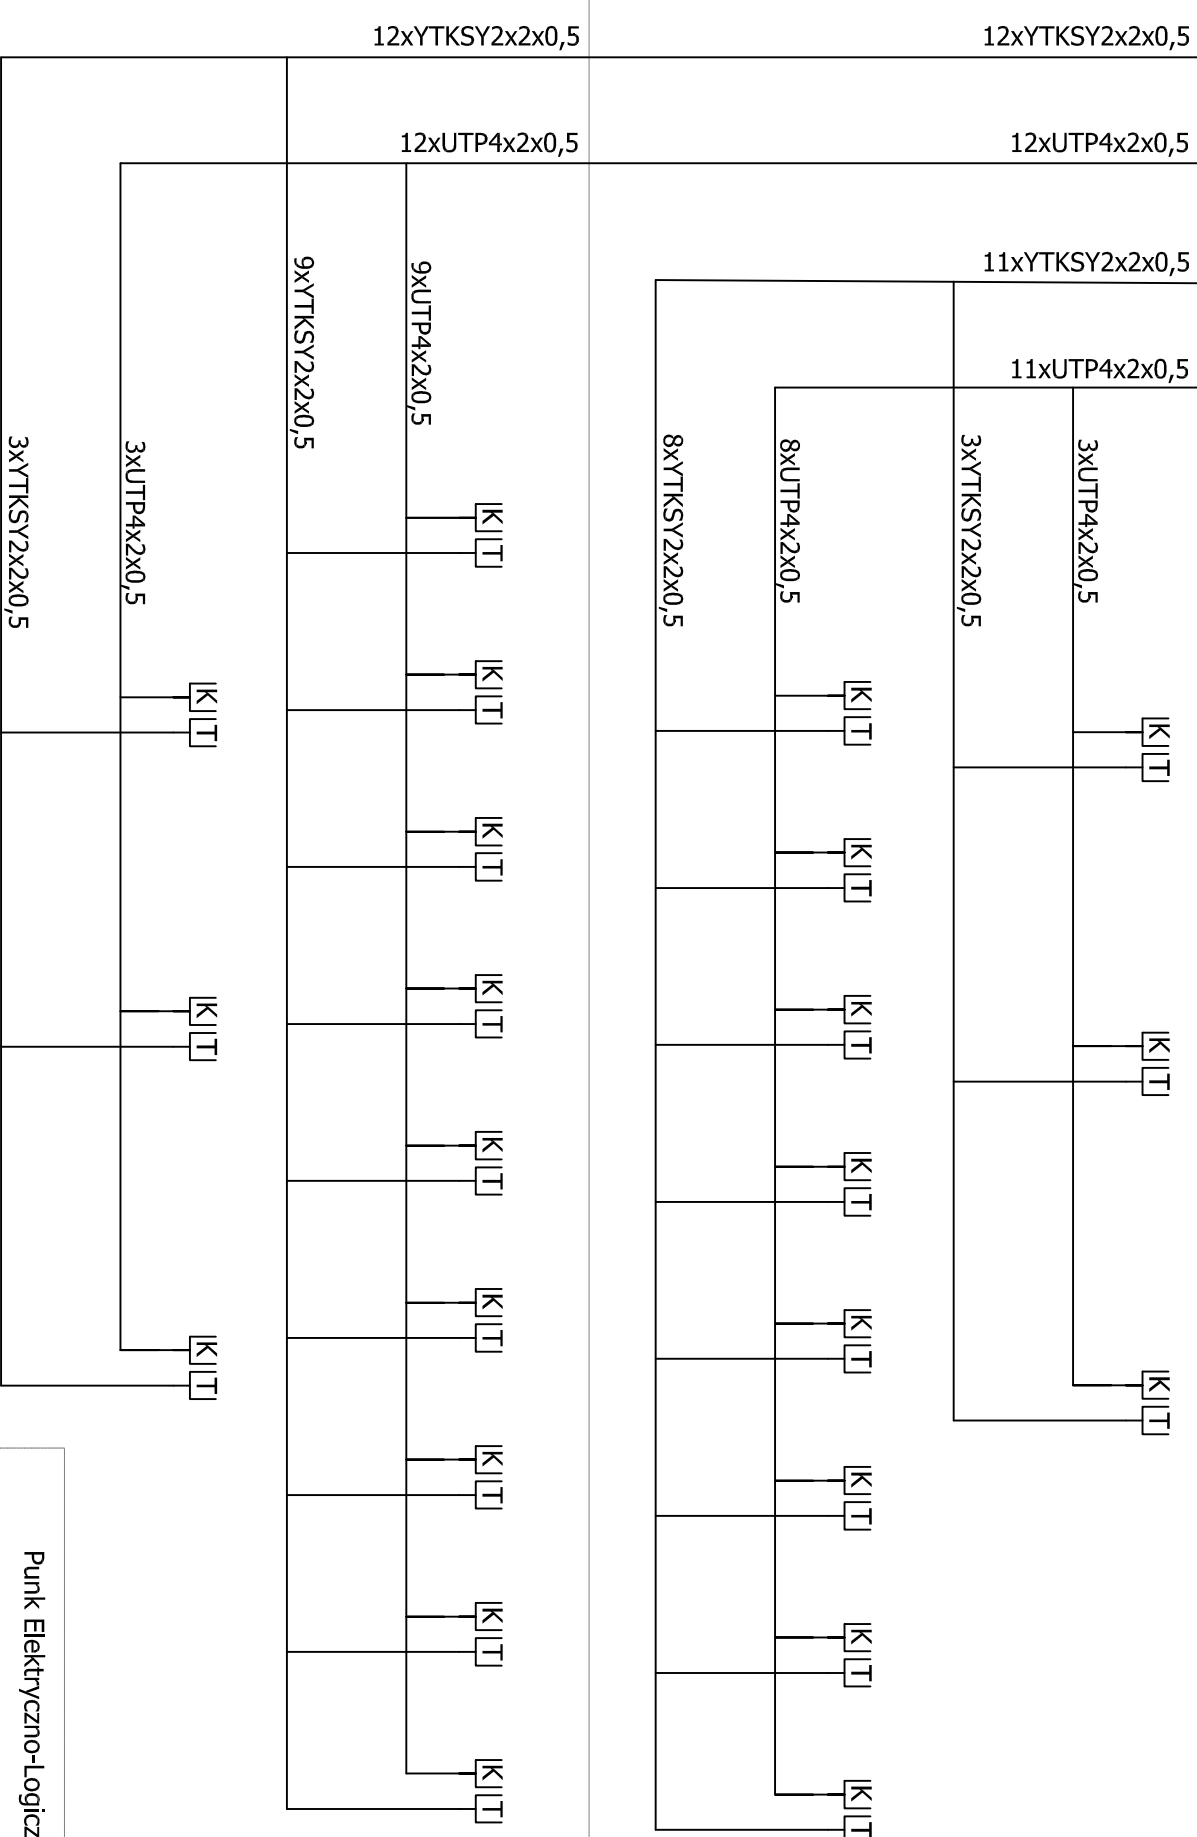 12xYTKSY2x2x0,5
12xYTKSY2x2x0,5
12xUTP4x2x0,5
12xUTP4x2x0,5
11xYTKSY2x2x0,5
11xUTP4x2x0,5
3xYTKSY2x2x0,5
3xUTP4x2x0,5
9xYTKSY2x2x0,5
9xUTP4x2x0,5
8xYTKSY2x2x0,5
8xUTP4x2x0,5
3xYTKSY2x2x0,5
3xUTP4x2x0,5
K
T
K
T
K
T
K
T
K
T
K
T
K
T
K
T
K
T
K
T
K
T
K
T
K
T
K
T
K
T
K
T
K
T
K
T
K
T
K
T
K
T
K
T
K
T
Punk Elektryczno-Logicz